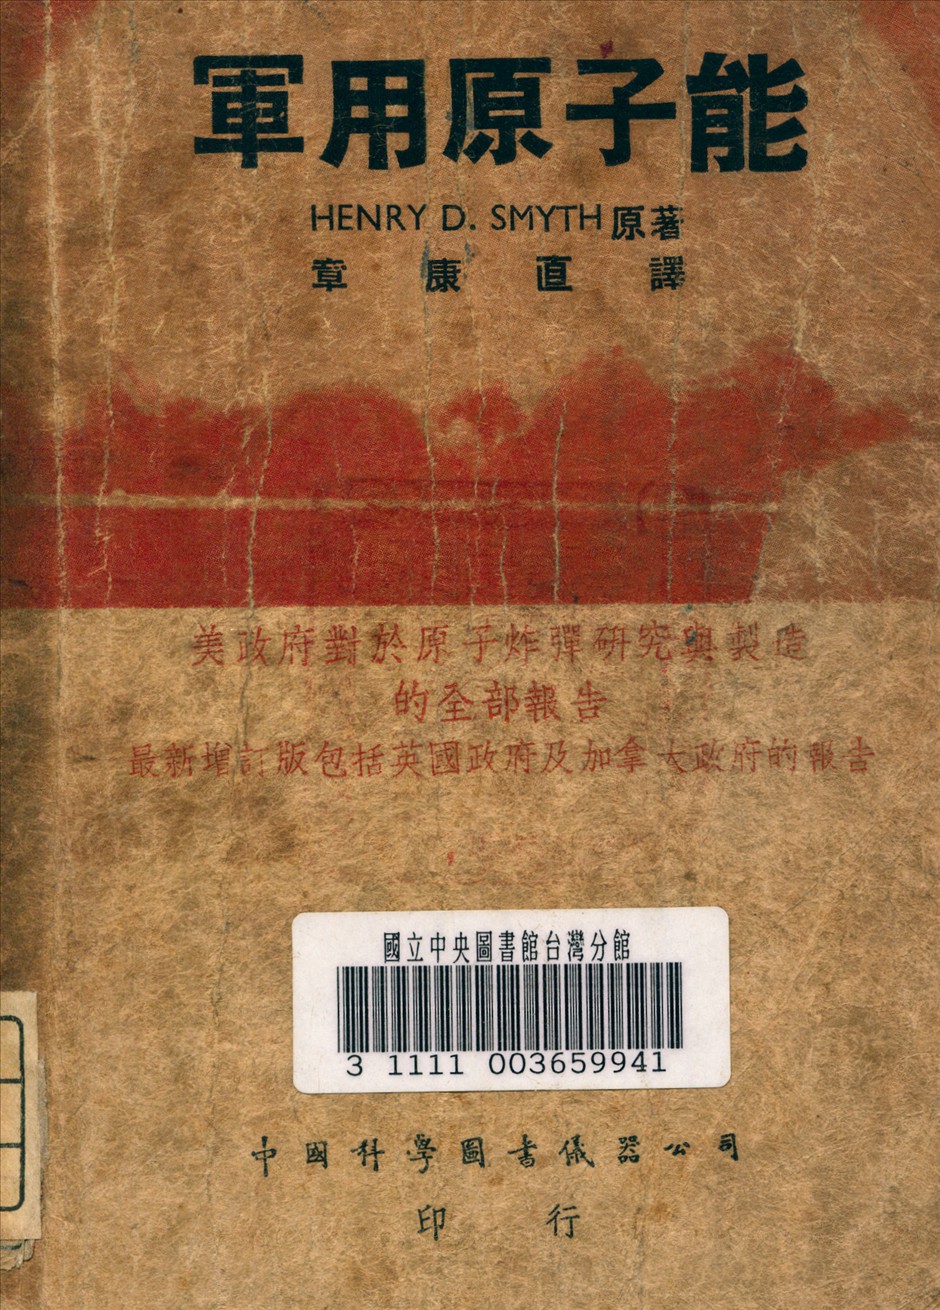 軍用原子能
HENRY D. SMYTH 原著
章康直譯
美政府對於原子炸彈研究與製造
的全部報告
最新增訂版包括英國政府及加拿大政府的報告
國立中央圖書館台灣分館
3 1111 003659941
中國科學圖書儀器公司
印行